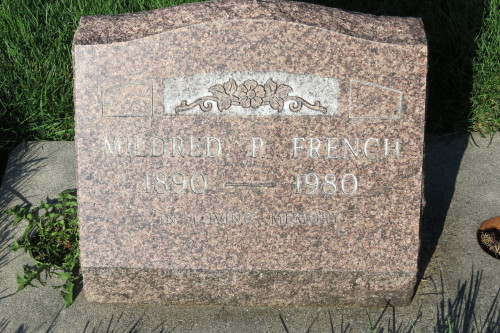 MILDRED P. FRENCH
1890 — 1980
IN LOVING MEMORY